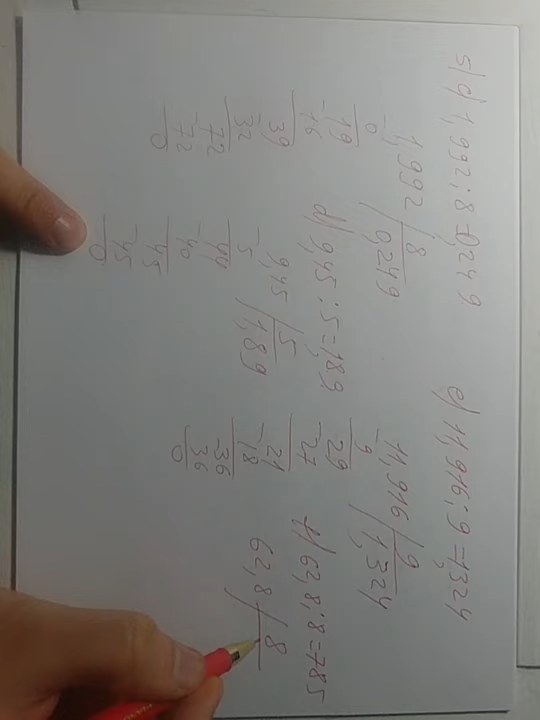 5) c) 1,992:8=0,249
1,992 / 8
-0 0,249
19
-16
39
-32
72
-72
0
d) 9,45:5=1,89
9,45 / 5
-5 1,89
44
-40
45
-45
0
e) 11,916:9=1,324
11,916 / 9
-9 1,324
29
-27
21
-18
36
-36
0
f) 62,8:8=785
62,8 / 8